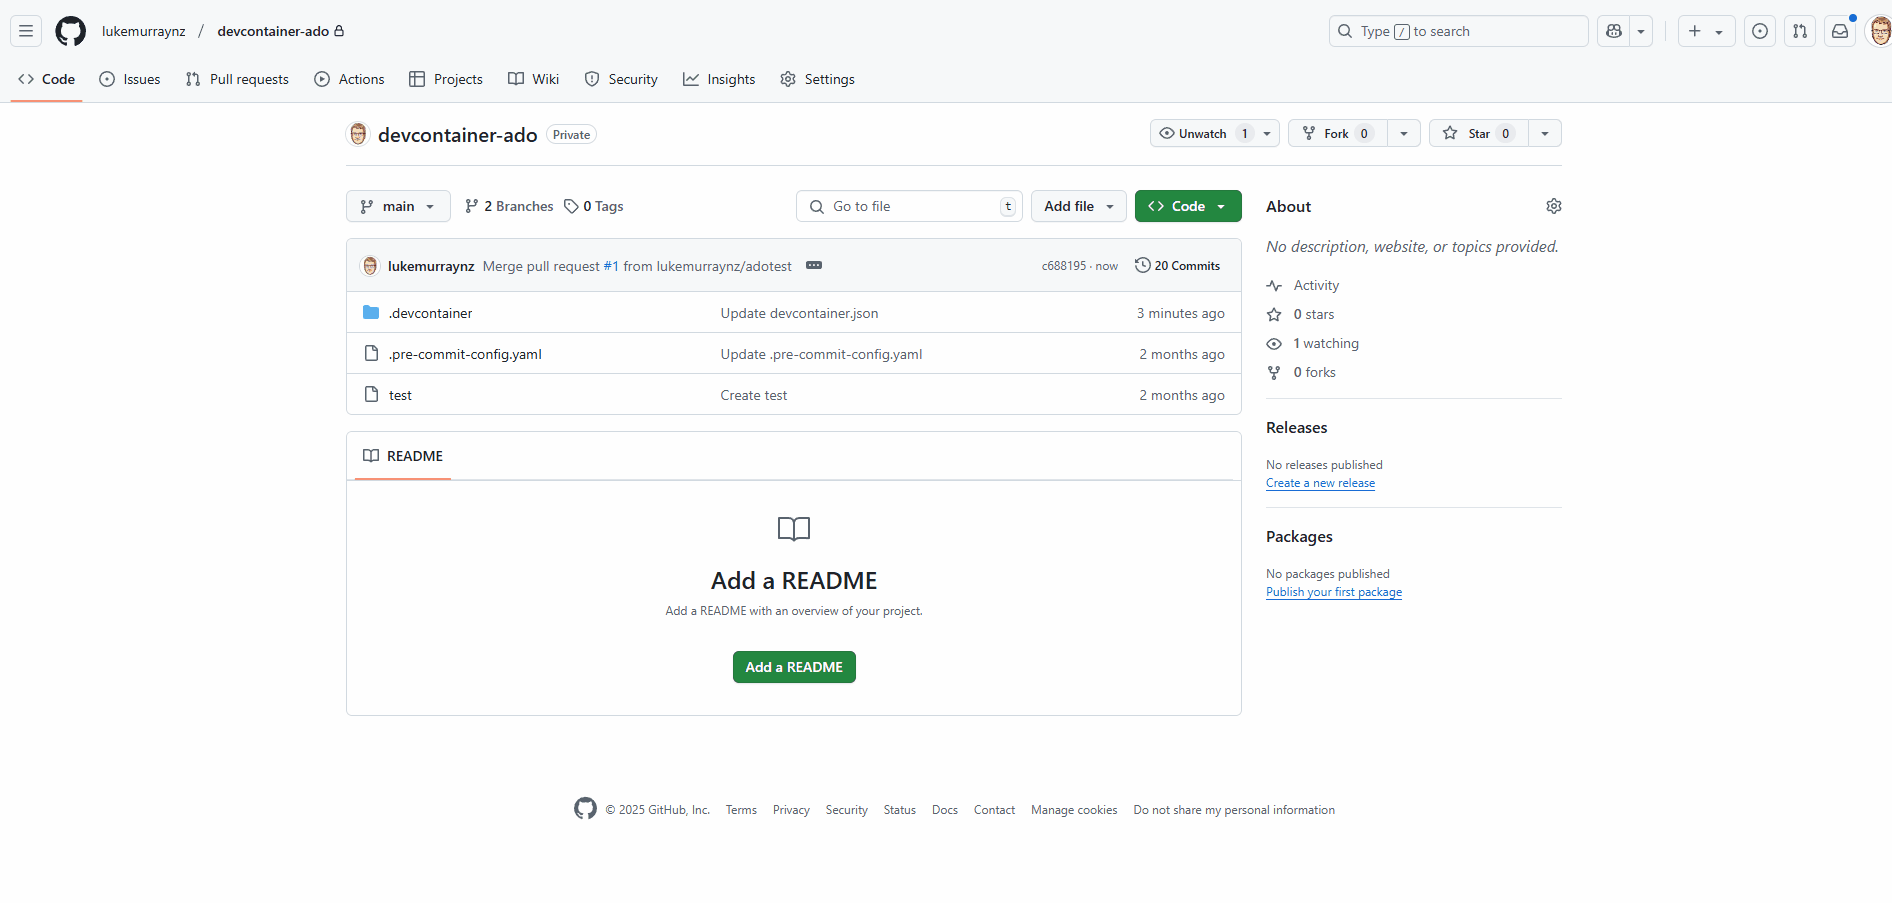 lukemurraynz / devcontainer-ado
Type / to search
Code Issues Pull requests Actions Projects Wiki Security Insights Settings
devcontainer-ado Private
Unwatch 1 Fork 0 Star 0
main 2 Branches 0 Tags Go to file t Add file Code
lukemurraynz Merge pull request #1 from lukemurraynz/adotest c688195 · now 20 Commits
.devcontainer Update devcontainer.json 3 minutes ago
.pre-commit-config.yaml Update .pre-commit-config.yaml 2 months ago
test Create test 2 months ago
README
Add a README
Add a README with an overview of your project.
Add a README
About
No description, website, or topics provided.
Activity
0 stars
1 watching
0 forks
Releases
No releases published
Create a new release
Packages
No packages published
Publish your first package
© 2025 GitHub, Inc. Terms Privacy Security Status Docs Contact Manage cookies Do not share my personal information